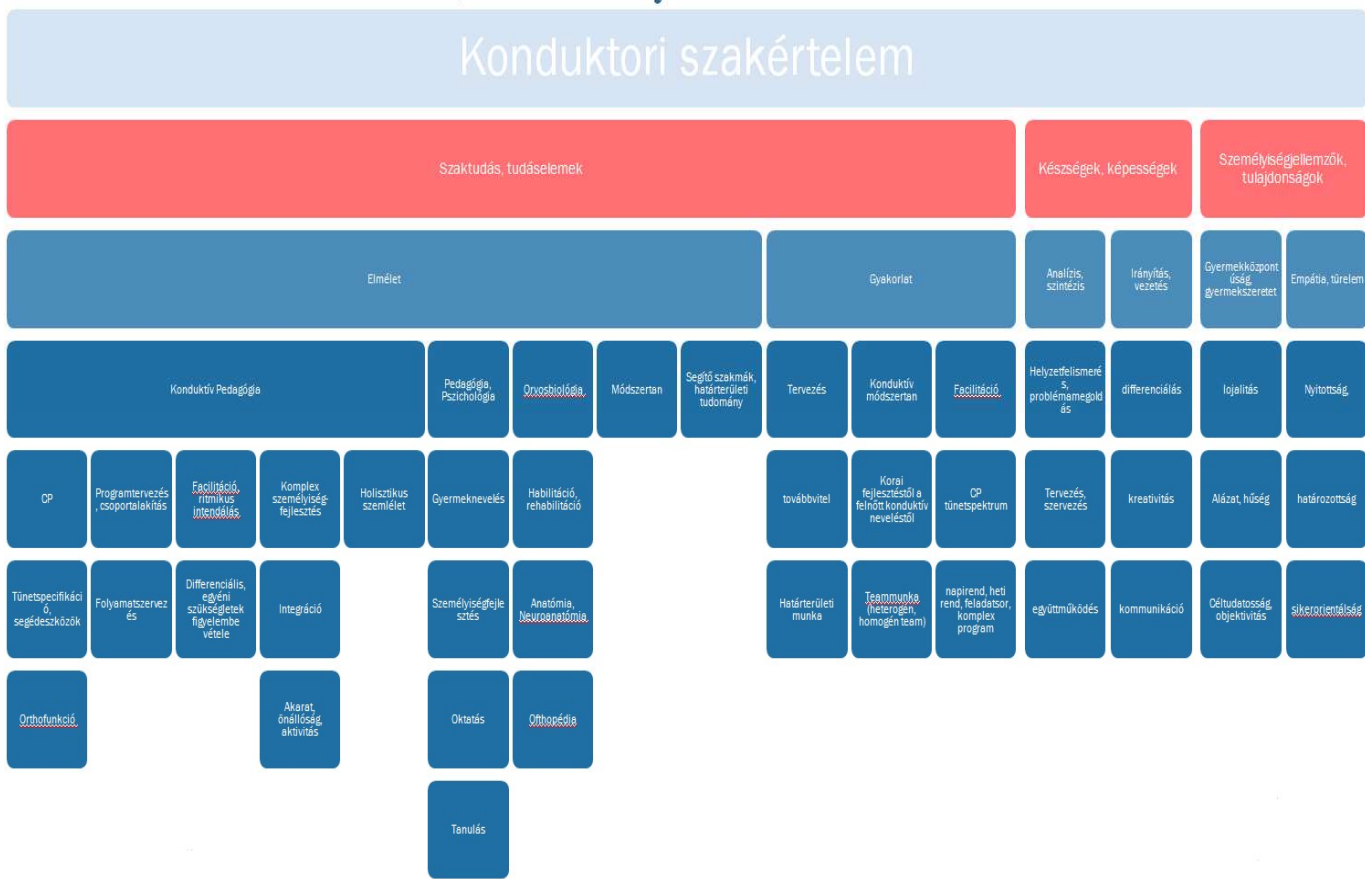 Konduktori szakértelem
Szaktudás, tudáselemek
Készségek, képességek
Személyiségjellemzők,
tulajdonságok
Elmélet
Gyakorlat
Analízis,
szintézis
Irányítás,
vezetés
Gyermekközpont
úság,
gyermekszeretet
Empátia, türelem
Konduktív Pedagógia
Pedagógia,
Pszichológia
Orvosbiológia,
Módszertan
Segítő szakmák,
határterületi
tudomány
Tervezés
Konduktív
módszertan
Facilitáció
Helyzetfelismeré
s,
problémamegold
ás
differenciálás
lojalitás
Nyitottság,
CP
Programtervezés
, csoportalakítás
Facilitáció,
ritmikus
intendálás
Komplex
személyiség-
fejlesztés
Holisztikus
szemlélet
Gyermeknevelés
Habilitáció,
rehabilitáció
továbbvitel
Korai
fejlesztéstől a
felnőtt konduktív
neveléstől
CP
tünetspektrum
Tervezés,
szervezés
kreativitás
Alázat, hűség
határozottság
Tünetspecifikáci
ó,
segédeszközök
Folyamatszervez
és
Differenciális,
egyéni
szükségletek
figyelembe
vétele
Integráció
Személyiségfejle
sztés
Anatómia,
Neuroanatómia
Határterületi
munka
Teammunka
(heterogén,
homogén team)
napirend, heti
rend, feladatsor,
komplex
program
együttműködés
kommunikáció
Céltudatosság,
objektivitás
sikerorientálság
Orthofunkció
Akarat,
önállóság,
aktivitás
Oktatás
Ofthopédia
Tanulás